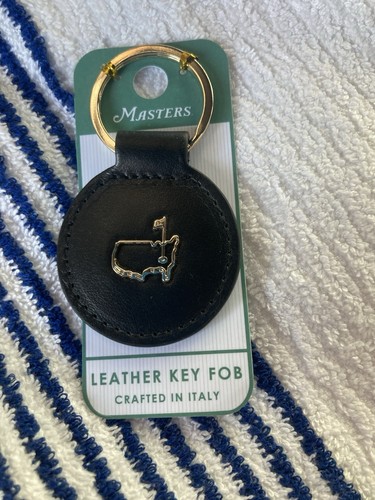 MASTERS
LEATHER KEY FOB
CRAFTED IN ITALY